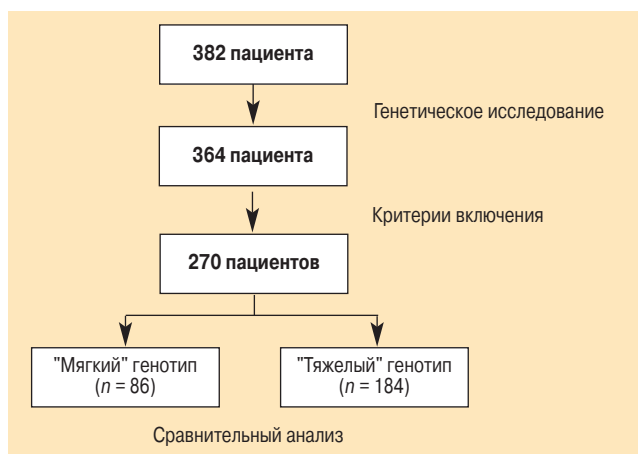 382 пациента
Генетическое исследование
364 пациента
Критерии включения
270 пациентов
"Мягкий" генотип
(n = 86)
"Тяжелый" генотип
(n = 184)
Сравнительный анализ